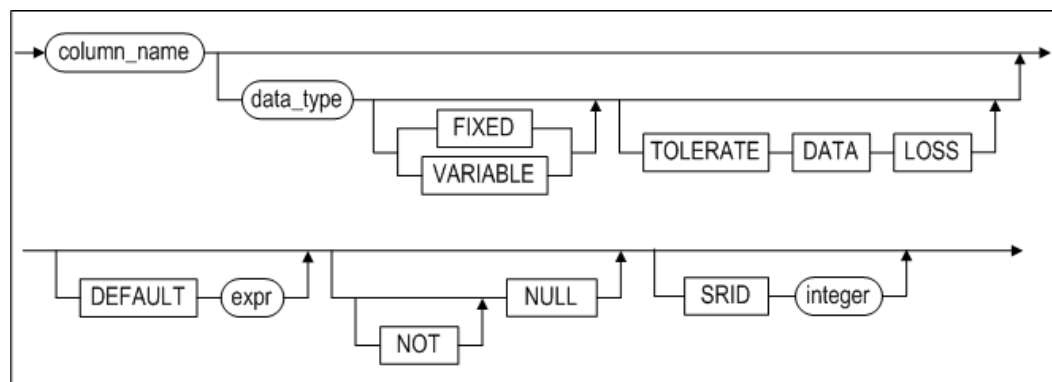 column_name
data_type
FIXED
VARIABLE
TOLERATE DATA LOSS
DEFAULT expr
NULL
NOT
SRID integer